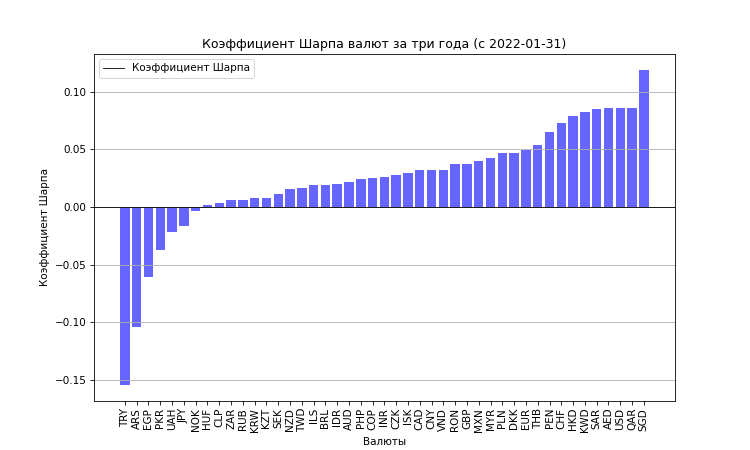 Коэффициент Шарпа валют за три года (с 2022-01-31)
Коэффициент Шарпа
0.10
0.05
0.00
−0.05
−0.10
−0.15
Коэффициент Шарпа
TRY
ARS
EGP
PKR
UAH
JPY
NOK
HUF
CLP
ZAR
RUB
KRW
KZT
SEK
NZD
TWD
ILS
BRL
IDR
AUD
PHP
COP
INR
CZK
ISK
CAD
CNY
VND
RON
GBP
MXN
MYR
PLN
DKK
EUR
THB
PEN
CHF
HKD
KWD
SAR
AED
USD
QAR
SGD
Валюты